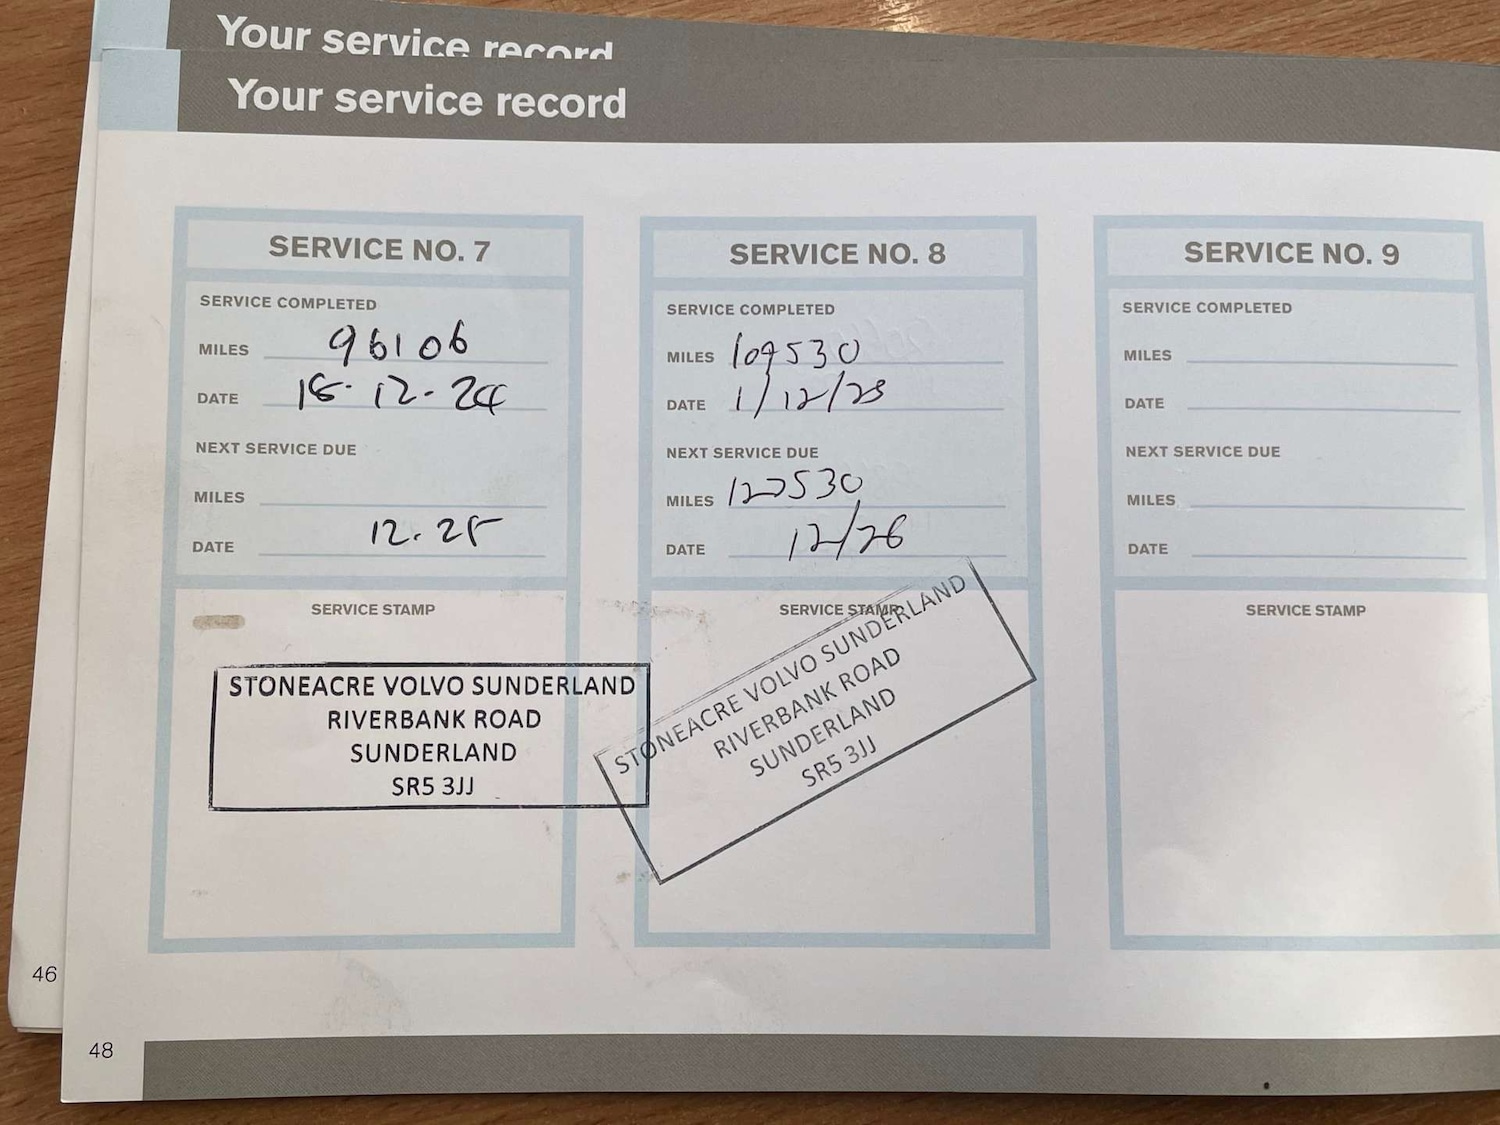 Your service record
Your service record
SERVICE NO. 7
SERVICE COMPLETED
MILES 96106
DATE 18-12-24
NEXT SERVICE DUE
MILES
DATE 12.25
SERVICE STAMP
STONEACRE VOLVO SUNDERLAND
RIVERBANK ROAD
SUNDERLAND
SR5 3JJ
SERVICE NO. 8
SERVICE COMPLETED
MILES 109530
DATE 1/12/25
NEXT SERVICE DUE
MILES 127530
DATE 12/26
SERVICE STAMP
STONEACRE VOLVO SUNDERLAND
RIVERBANK ROAD
SUNDERLAND
SR5 3JJ
SERVICE NO. 9
SERVICE COMPLETED
MILES
DATE
NEXT SERVICE DUE
MILES
DATE
SERVICE STAMP
46
48